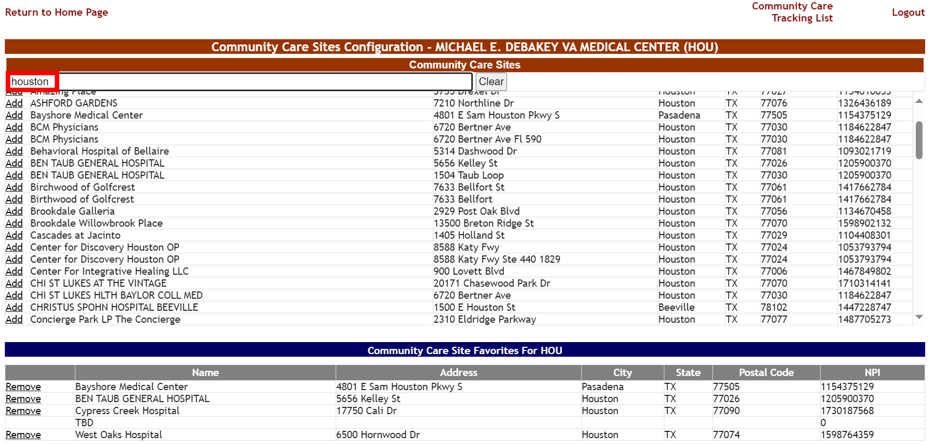 Return to Home Page
Community Care
Tracking List
Logout
Community Care Sites Configuration - MICHAEL E. DEBAKEY VA MEDICAL CENTER (HOU)
Community Care Sites
houston Clear
Add Amazing Place 3735 Drexel Dr Houston TX 77027
Add ASHFORD GARDENS 7210 Northline Dr Houston TX 77076 1326436189
Add Bayshore Medical Center 4801 E Sam Houston Pkwy S Pasadena TX 77505 1154375129
Add BCM Physicians 6720 Bertner Ave Houston TX 77030 1184622847
Add BCM Physicians 6720 Bertner Ave Fl 590 Houston TX 77030 1184622847
Add Behavioral Hospital of Bellaire 5314 Dashwood Dr Houston TX 77081 1093021719
Add BEN TAUB GENERAL HOSPITAL 5656 Kelley St Houston TX 77026 1205900370
Add BEN TAUB GENERAL HOSPITAL 1504 Taub Loop Houston TX 77030 1205900370
Add Birchwood of Golfcrest 7633 Bellfort St Houston TX 77061 1417662784
Add Birthwood of Golfcrest 7633 Bellfort Houston TX 77061 1417662784
Add Brookdale Galleria 2929 Post Oak Blvd Houston TX 77056 1134670458
Add Brookdale Willowbrook Place 13500 Breton Ridge St Houston TX 77070 1598902132
Add Cascades at Jacinto 1405 Holland St Houston TX 77029 1104408301
Add Center for Discovery Houston OP 8588 Katy Fwy Houston TX 77024 1053793794
Add Center for Discovery Houston OP 8588 Katy Fwy Ste 440 1829 Houston TX 77024 1053793794
Add Center For Integrative Healing LLC 900 Lovett Blvd Houston TX 77006 1467849802
Add CHI ST LUKES AT THE VINTAGE 20171 Chasewood Park Dr Houston TX 77070 1710314141
Add CHI ST LUKES HLTH BAYLOR COLL MED 6720 Bertner Ave Houston TX 77030 1184622847
Add CHRISTUS SPOHN HOSPITAL BEEVILLE 1500 E Houston St Beeville TX 78102 1447228747
Add Concierge Park LP The Concierge 2310 Eldridge Parkway Houston TX 77077 1487705273
Community Care Site Favorites For HOU
Name Address City State Postal Code NPI
Remove Bayshore Medical Center 4801 E Sam Houston Pkwy S Pasadena TX 77505 1154375129
Remove BEN TAUB GENERAL HOSPITAL 5656 Kelley St Houston TX 77026 1205900370
Remove Cypress Creek Hospital 17750 Cali Dr Houston TX 77090 1730187568
TBD 0
Remove West Oaks Hospital 6500 Hornwood Dr Houston TX 77074 1598764359